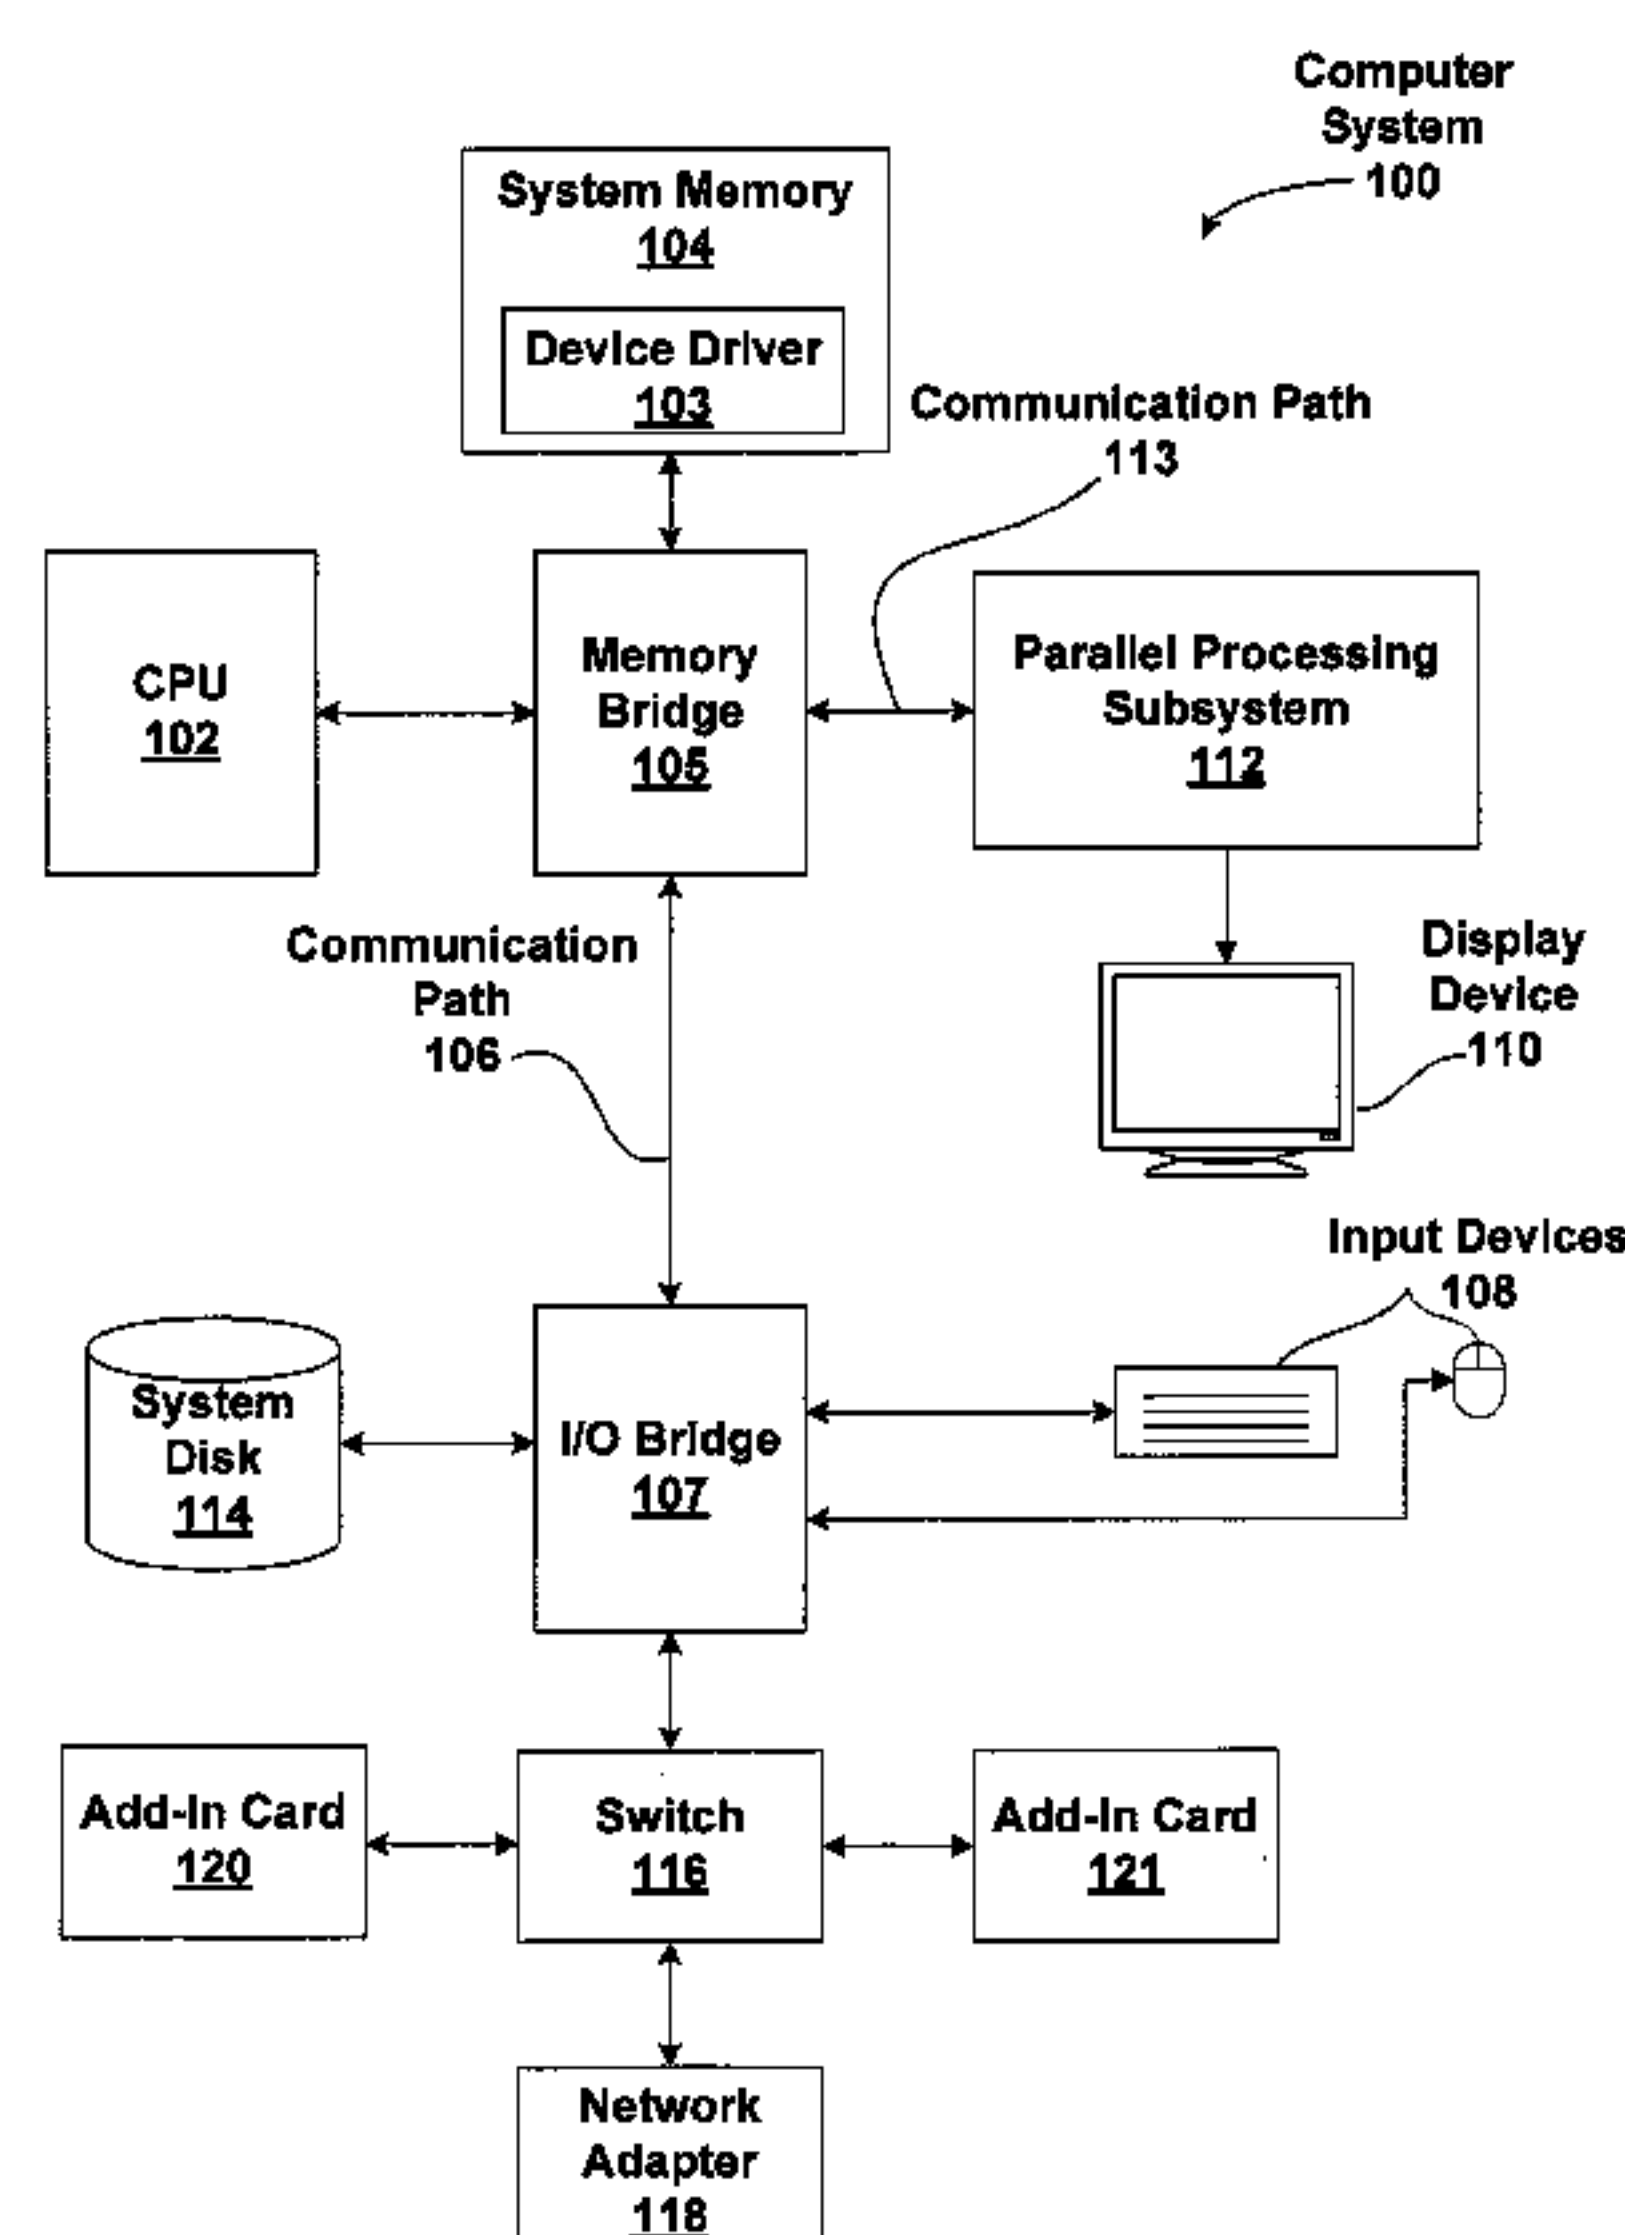 Computer
System
100
System Memory
104
Device Driver
103
Communication Path
113
CPU
102
Memory
Bridge
105
Parallel Processing
Subsystem
112
Communication
Path
106
Display
Device
110
Input Devices
108
System
Disk
114
I/O Bridge
107
Add-In Card
120
Switch
116
Add-In Card
121
Network
Adapter
118